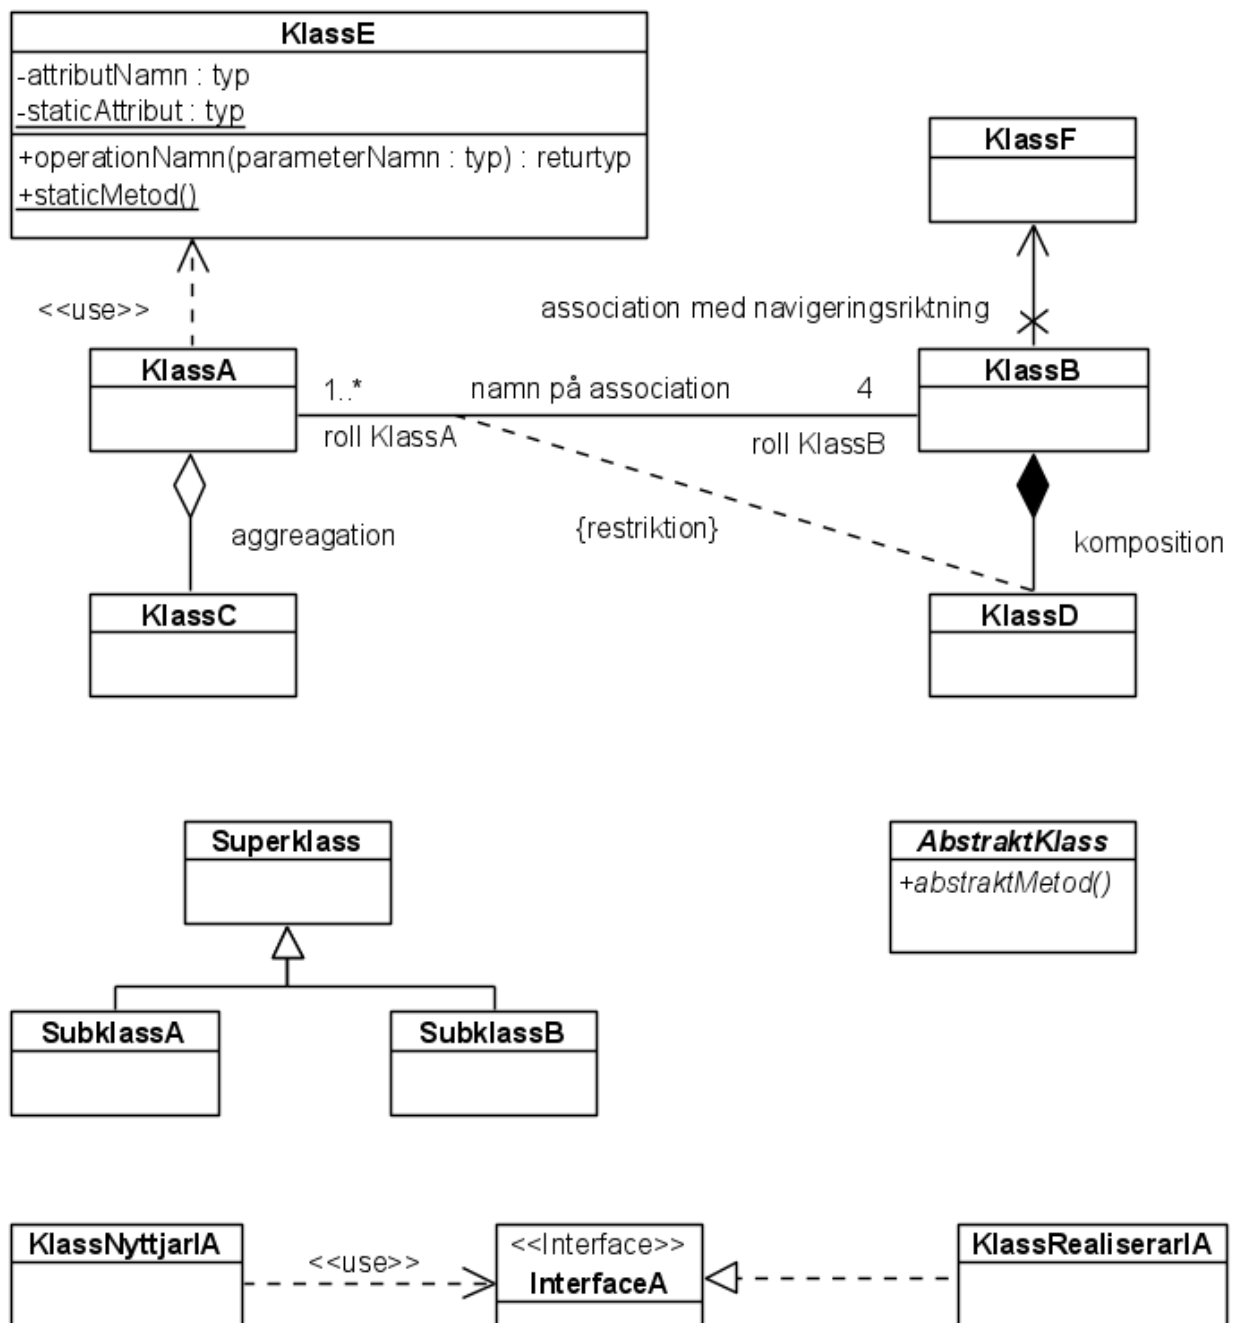 KlassE
-attributNamn : typ
-staticAttribut : typ
+operationNamn(parameterNamn : typ) : returtyp
+staticMetod()
KlassF
<<use>>
association med navigeringsriktning
KlassA
KlassB
1..*
namn på association
4
roll KlassA
roll KlassB
aggreagation
{restriktion}
komposition
KlassC
KlassD
Superklass
AbstraktKlass
+abstraktMetod()
SubklassA
SubklassB
KlassNyttjarIA
<<use>>
<<Interface>>
InterfaceA
KlassRealiserarIA